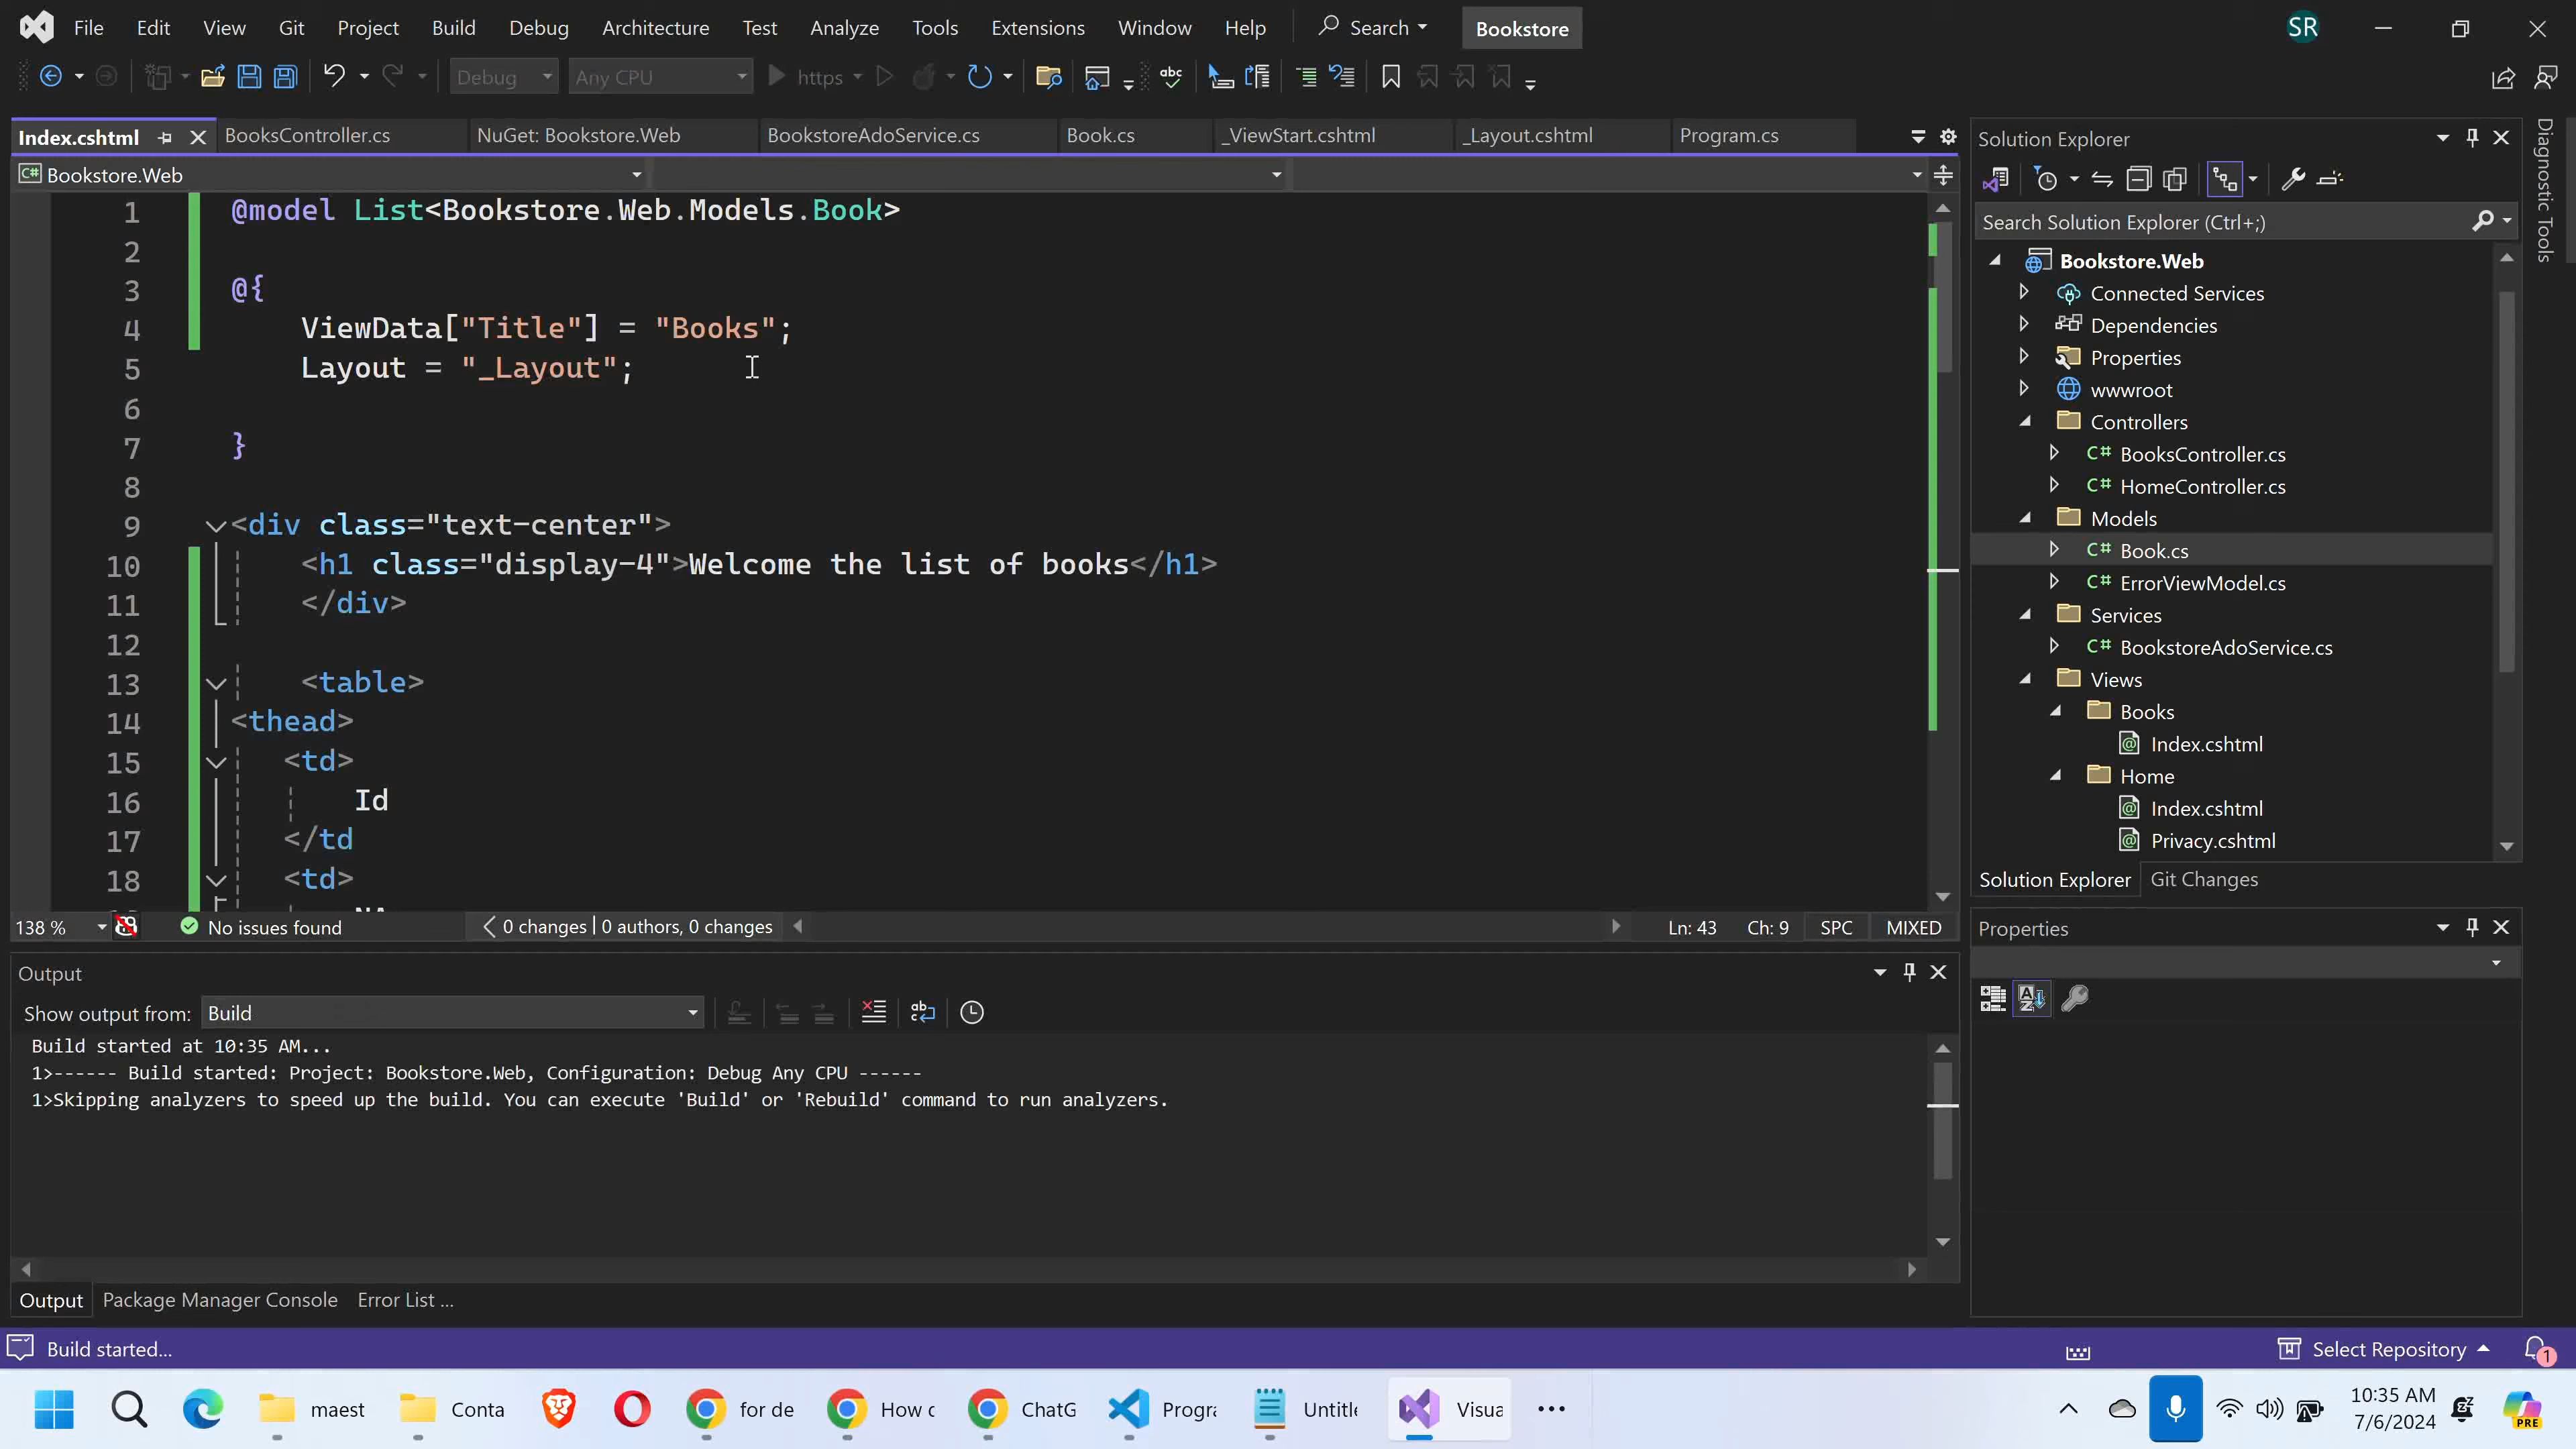 File Edit View Git Project Build Debug Architecture Test Analyze Tools Extensions Window Help Search Bookstore SR
Debug Any CPU https
Index.cshtml BooksController.cs NuGet: Bookstore.Web BookstoreAdoService.cs Book.cs _ViewStart.cshtml _Layout.cshtml Program.cs
Bookstore.Web
1 @model List<Bookstore.Web.Models.Book>
2
3 @{
4 ViewData["Title"] = "Books";
5 Layout = "_Layout";
6
7 }
8
9 <div class="text-center">
10 <h1 class="display-4">Welcome the list of books</h1>
11 </div>
12
13 <table>
14 <thead>
15 <td>
16 Id
17 </td
18 <td>
138 % No issues found 0 changes | 0 authors, 0 changes Ln: 43 Ch: 9 SPC MIXED
Output
Show output from: Build
Build started at 10:35 AM...
1>------ Build started: Project: Bookstore.Web, Configuration: Debug Any CPU ------
1>Skipping analyzers to speed up the build. You can execute 'Build' or 'Rebuild' command to run analyzers.
Output Package Manager Console Error List ...
Solution Explorer
Search Solution Explorer (Ctrl+;)
Bookstore.Web
Connected Services
Dependencies
Properties
wwwroot
Controllers
C# BooksController.cs
C# HomeController.cs
Models
C# Book.cs
C# ErrorViewModel.cs
Services
C# BookstoreAdoService.cs
Views
Books
Index.cshtml
Home
Index.cshtml
Privacy.cshtml
Solution Explorer Git Changes
Properties
Diagnostic Tools
Build started... Select Repository 1
maest Conta for de How c ChatG Progra Untitle Visua
10:35 AM
7/6/2024
PRE